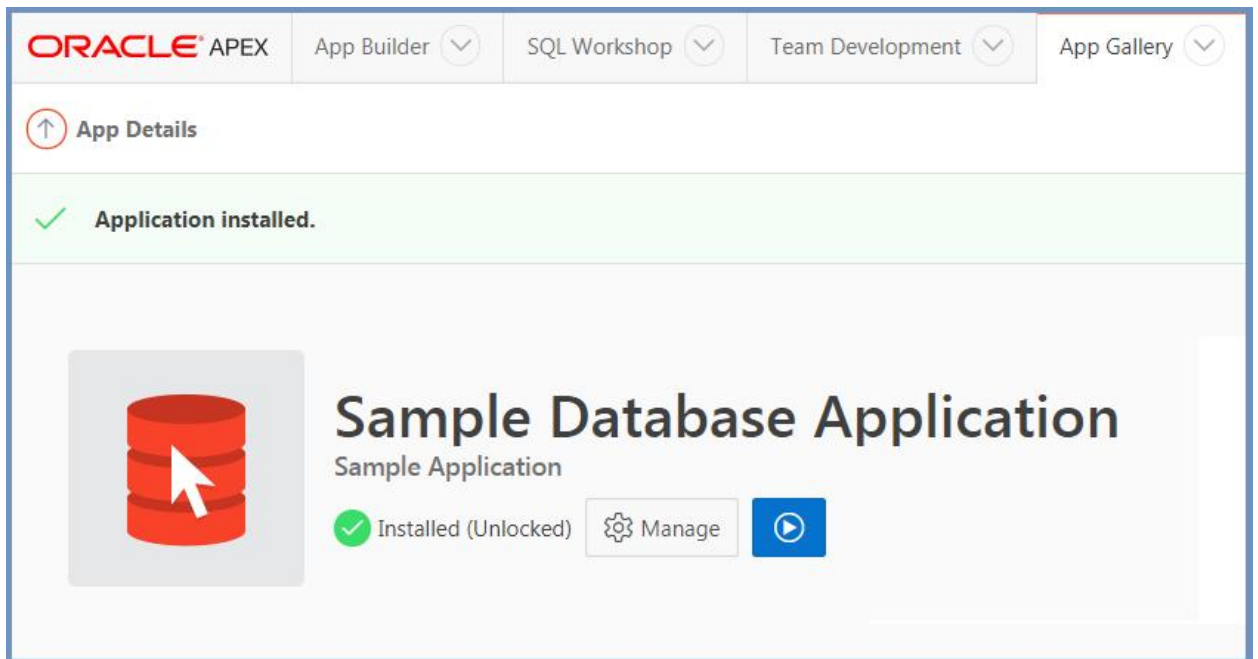 ORACLE APEX App Builder SQL Workshop Team Development App Gallery
App Details
Application installed.
Sample Database Application
Sample Application
Installed (Unlocked) Manage